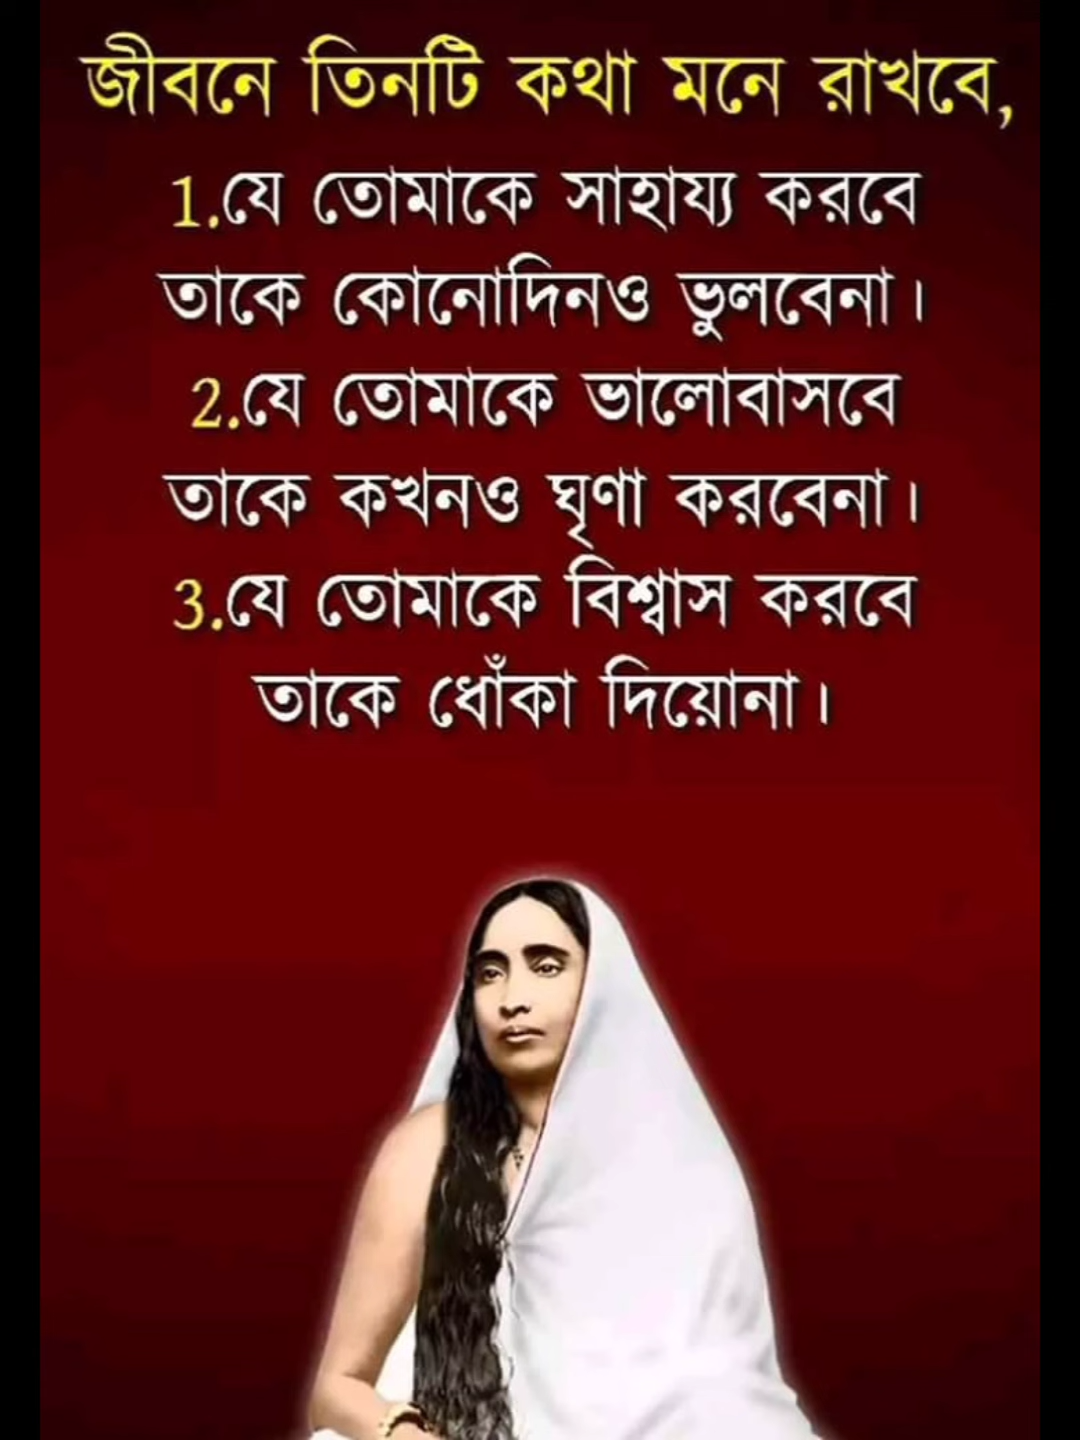 জীবনে তিনটি কথা মনে রাখবে,
1.যে তোমাকে সাহায্য করবে
তাকে কোনোদিনও ভুলবেনা।
2.যে তোমাকে ভালোবাসবে
তাকে কখনও ঘৃণা করবেনা।
3.যে তোমাকে বিশ্বাস করবে
তাকে ধোঁকা দিয়োনা।